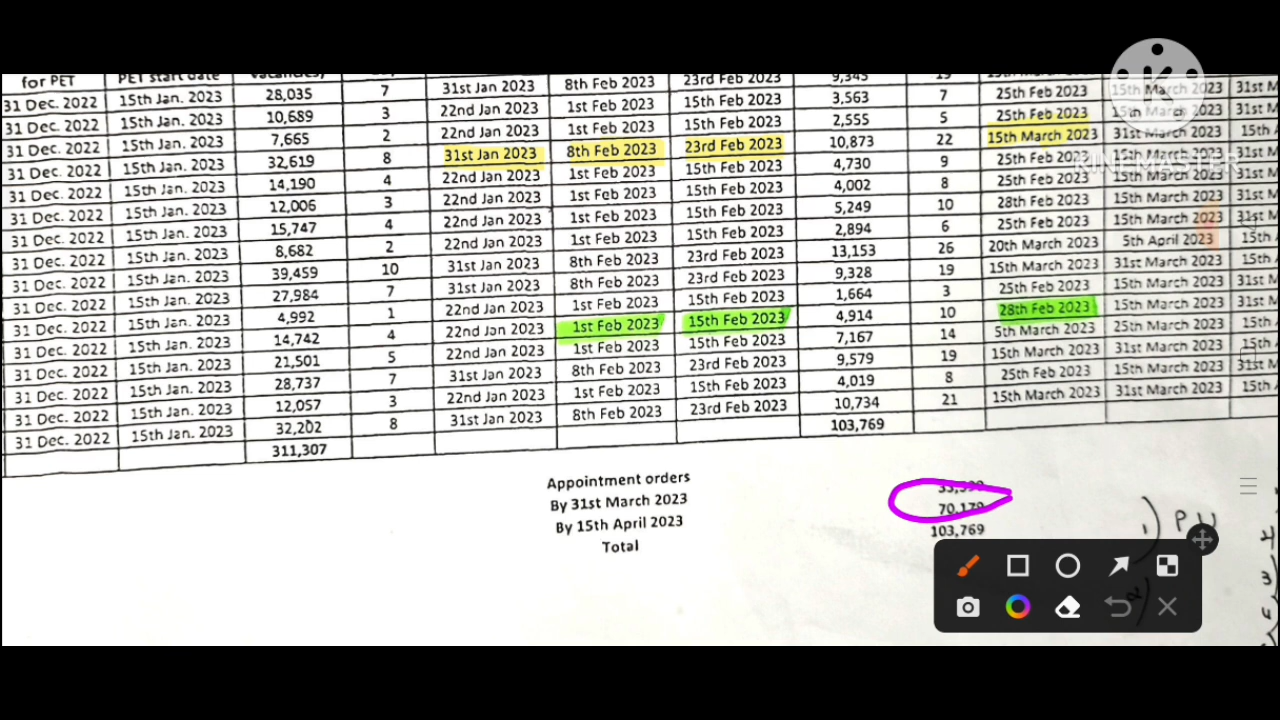 for PET PET start date vacancies)
31 Dec. 2022 15th Jan. 2023 28,035 7 31st Jan 2023 8th Feb 2023 23rd Feb 2023 9,345 19 15th March 2023
31 Dec. 2022 15th Jan. 2023 10,689 3 22nd Jan 2023 1st Feb 2023 15th Feb 2023 3,563 7 25th Feb 2023 15th March 2023 31st M
31 Dec. 2022 15th Jan. 2023 7,665 2 22nd Jan 2023 1st Feb 2023 15th Feb 2023 2,555 5 25th Feb 2023 15th March 2023 31st M
31 Dec. 2022 15th Jan. 2023 32,619 8 31st Jan 2023 8th Feb 2023 23rd Feb 2023 10,873 22 15th March 2023 31st March 2023 15th A
31 Dec. 2022 15th Jan. 2023 14,190 4 22nd Jan 2023 1st Feb 2023 15th Feb 2023 4,730 9 25th Feb 2023 15th March 2023 31st M
31 Dec. 2022 15th Jan. 2023 12,006 3 22nd Jan 2023 1st Feb 2023 15th Feb 2023 4,002 8 25th Feb 2023 15th March 2023 31st M
31 Dec. 2022 15th Jan. 2023 15,747 4 22nd Jan 2023 1st Feb 2023 15th Feb 2023 5,249 10 28th Feb 2023 15th March 2023 31st M
31 Dec. 2022 15th Jan. 2023 8,682 2 22nd Jan 2023 1st Feb 2023 15th Feb 2023 2,894 6 25th Feb 2023 15th March 2023 31st M
31 Dec. 2022 15th Jan. 2023 39,459 10 31st Jan 2023 8th Feb 2023 23rd Feb 2023 13,153 26 20th March 2023 5th April 2023 15th
31 Dec. 2022 15th Jan. 2023 27,984 7 31st Jan 2023 8th Feb 2023 23rd Feb 2023 9,328 19 15th March 2023 31st March 2023 15th A
31 Dec. 2022 15th Jan. 2023 4,992 1 22nd Jan 2023 1st Feb 2023 15th Feb 2023 1,664 3 25th Feb 2023 15th March 2023 31st M
31 Dec. 2022 15th Jan. 2023 14,742 4 22nd Jan 2023 1st Feb 2023 15th Feb 2023 4,914 10 28th Feb 2023 15th March 2023 31st M
31 Dec. 2022 15th Jan. 2023 21,501 5 22nd Jan 2023 1st Feb 2023 15th Feb 2023 7,167 14 5th March 2023 25th March 2023 15th
31 Dec. 2022 15th Jan. 2023 28,737 7 31st Jan 2023 8th Feb 2023 23rd Feb 2023 9,579 19 15th March 2023 31st March 2023 15th A
31 Dec. 2022 15th Jan. 2023 12,057 3 22nd Jan 2023 1st Feb 2023 15th Feb 2023 4,019 8 25th Feb 2023 15th March 2023 31st M
31 Dec. 2022 15th Jan. 2023 32,202 8 31st Jan 2023 8th Feb 2023 23rd Feb 2023 10,734 21 15th March 2023 31st March 2023 15th A
311,307 103,769
Appointment orders
By 31st March 2023
By 15th April 2023 70,179
Total 103,769
KINEMASTER